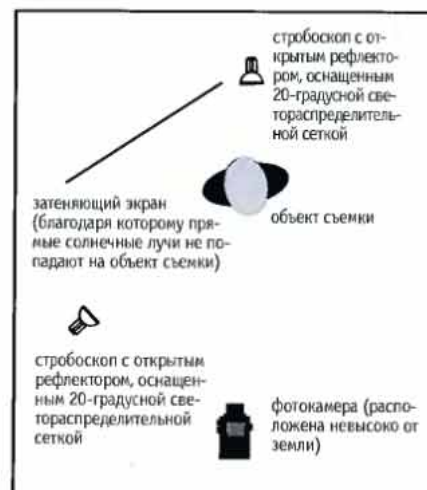 стробоскоп с от-
крытым рефлекто-
ром, оснащенным
20-градусной све-
тораспределитель-
ной сеткой
затеняющий экран
(благодаря которому пря-
мые солнечные лучи не по-
падают на объект съемки)
объект съемки
стробоскоп с открытым
рефлектором, оснащен-
ным 20-градусной све-
тораспределительной
сеткой
фотокамера (распо-
ложена невысоко от
земли)